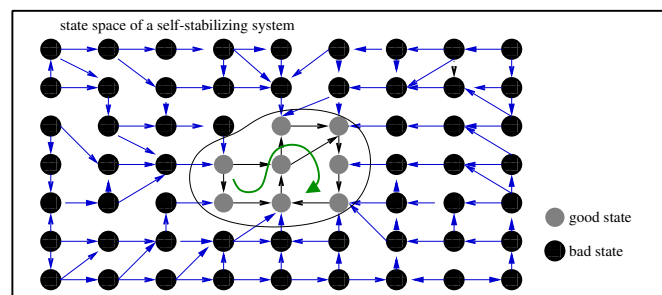 state space of a self-stabilizing system
good state
bad state